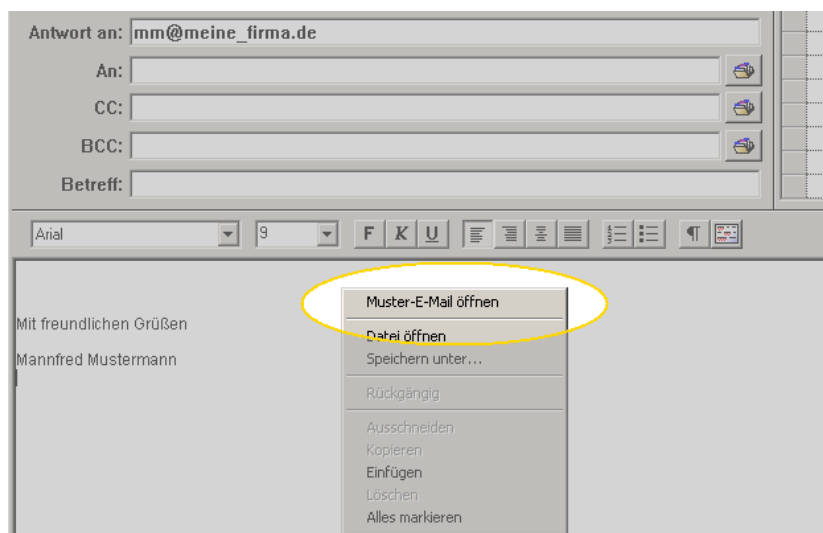 Antwort an: mm@meine_firma.de
An:
CC:
BCC:
Betreff:
Arial 9 F K U
Mit freundlichen Grüßen
Mannfred Mustermann
Muster-E-Mail öffnen
Datei öffnen
Speichern unter...
Rückgängig
Ausschneiden
Kopieren
Einfügen
Löschen
Alles markieren